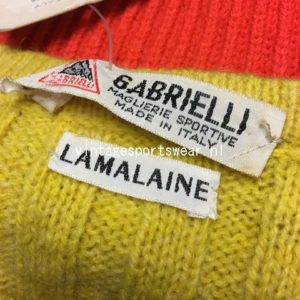 GABRIELLI
GABRIELLI
MAGLIERIE SPORTIVE
MADE IN ITALY
vintagesportswear.nl
LAMALAINE